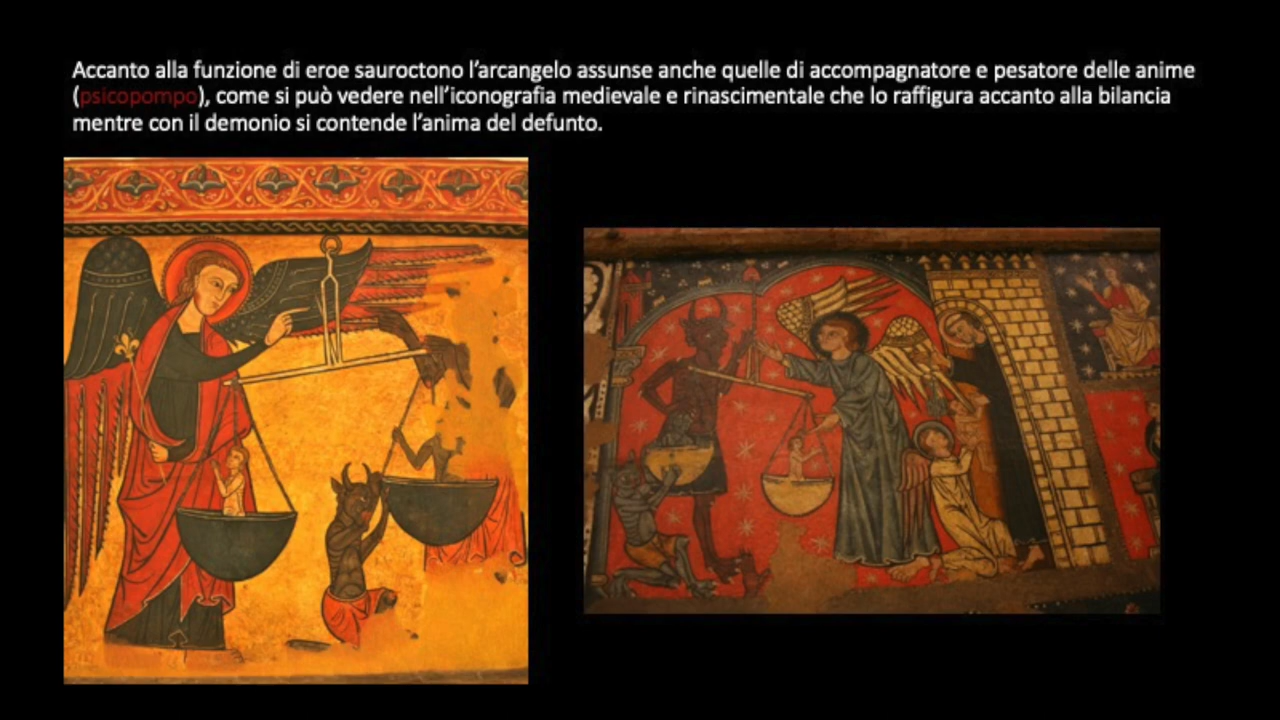 Accanto alla funzione di eroe sauroctono l’arcangelo assunse anche quelle di accompagnatore e pesatore delle anime
(psicopompo), come si può vedere nell’iconografia medievale e rinascimentale che lo raffigura accanto alla bilancia
mentre con il demonio si contende l’anima del defunto.